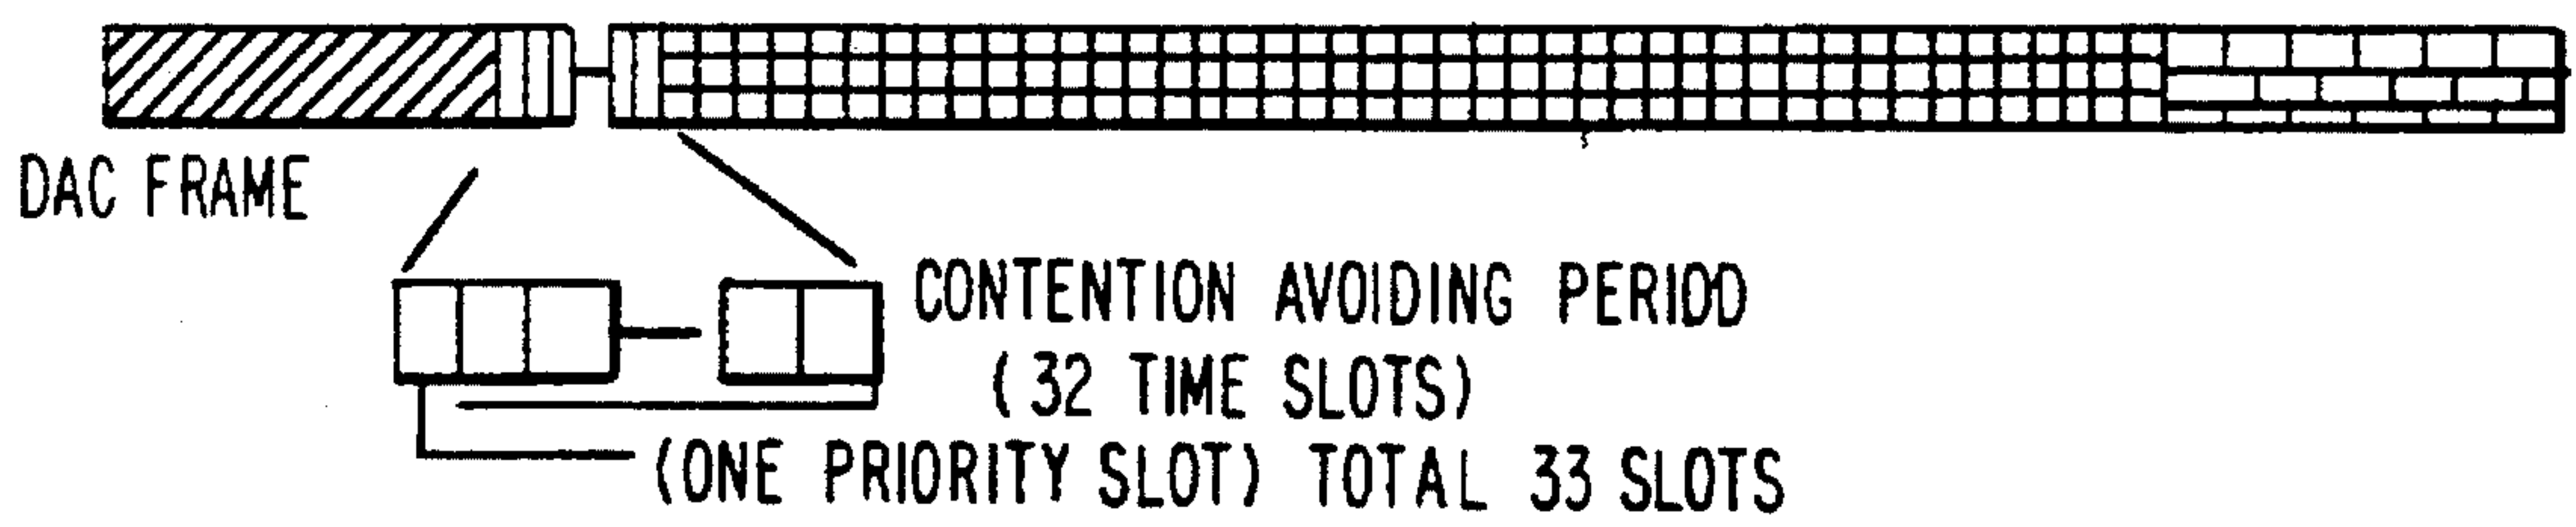 DAC FRAME
CONTENTION AVOIDING PERIOD
(32 TIME SLOTS)
(ONE PRIORITY SLOT) TOTAL 33 SLOTS